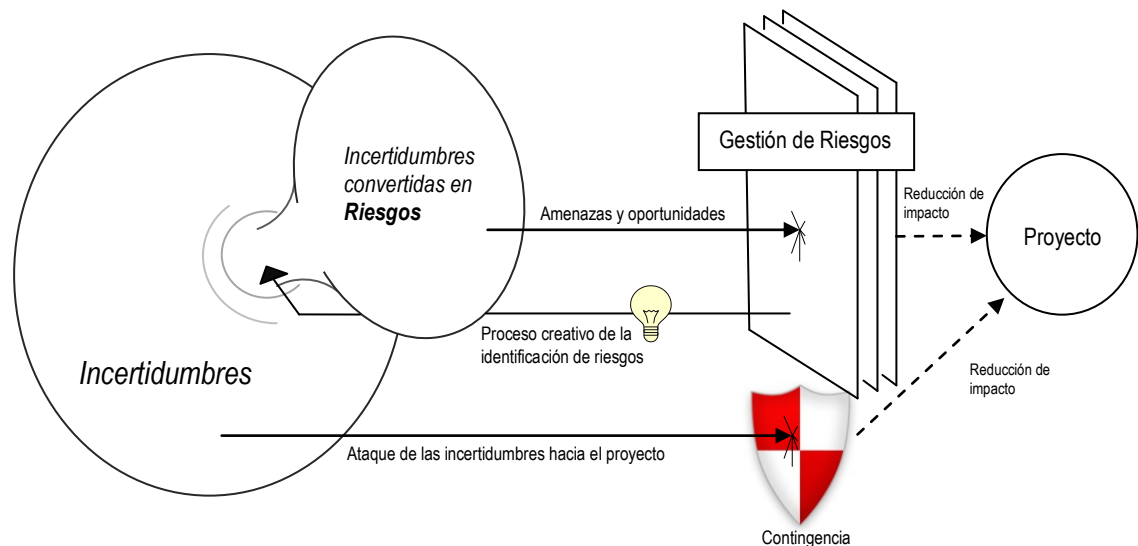 Incertidumbres
convertidas en
Riesgos
Gestión de Riesgos
Amenazas y oportunidades
Reducción de
impacto
Proyecto
Proceso creativo de la
identificación de riesgos
Incertidumbres
Reducción de
impacto
Ataque de las incertidumbres hacia el proyecto
Contingencia